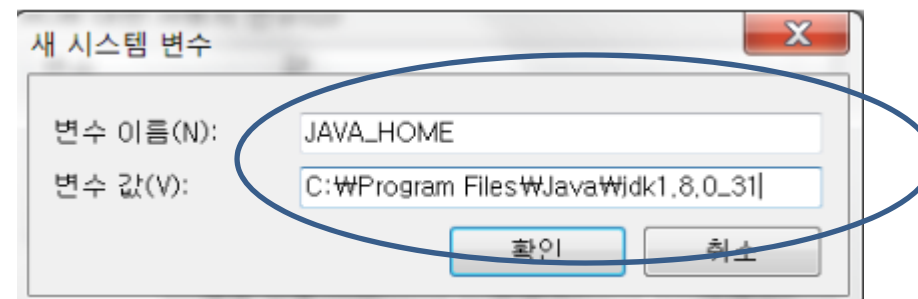 새 시스템 변수
변수 이름(N): JAVA_HOME
변수 값(V): C:₩Program Files₩Java₩jdk1.8.0_31
확인 취소